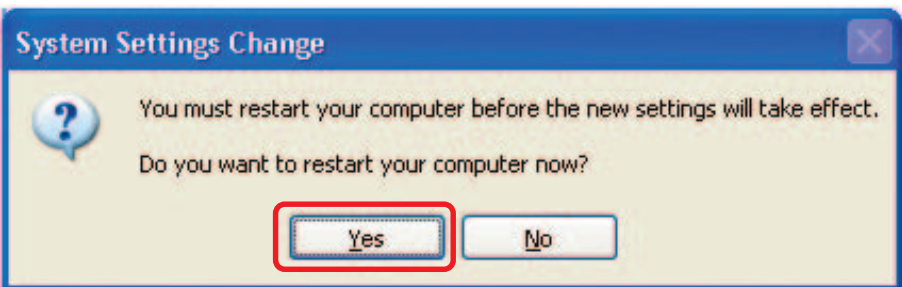 System Settings Change
You must restart your computer before the new settings will take effect.
Do you want to restart your computer now?
Yes No